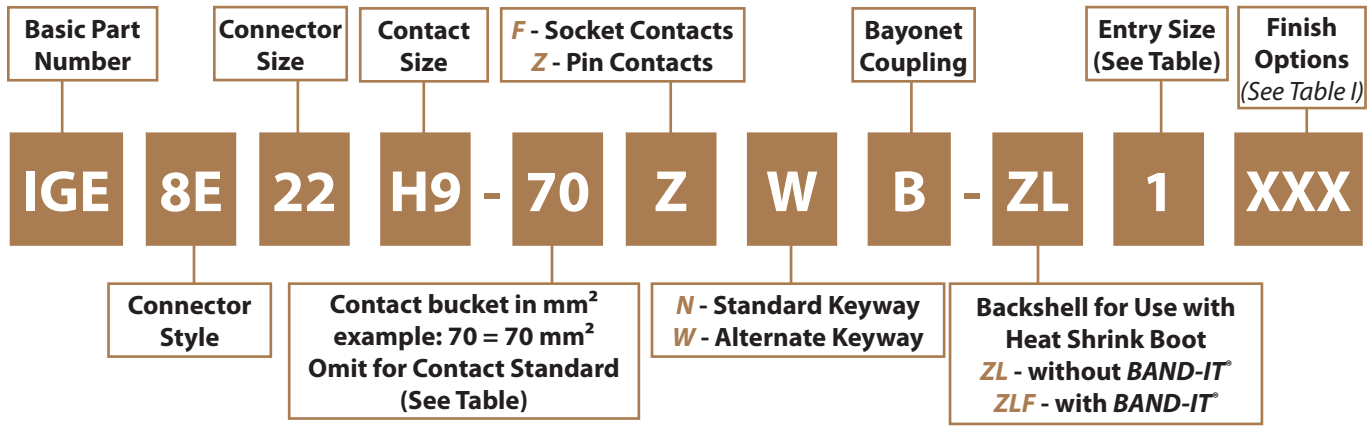 Basic Part
Number
Connector
Size
Contact
Size
F - Socket Contacts
Z - Pin Contacts
Bayonet
Coupling
Entry Size
(See Table)
Finish
Options
(See Table I)
IGE 8E 22 H9 - 70 Z W B - ZL 1 XXX
Connector
Style
Contact bucket in mm²
example: 70 = 70 mm²
Omit for Contact Standard
(See Table)
N - Standard Keyway
W - Alternate Keyway
Backshell for Use with
Heat Shrink Boot
ZL - without BAND-IT®
ZLF - with BAND-IT®